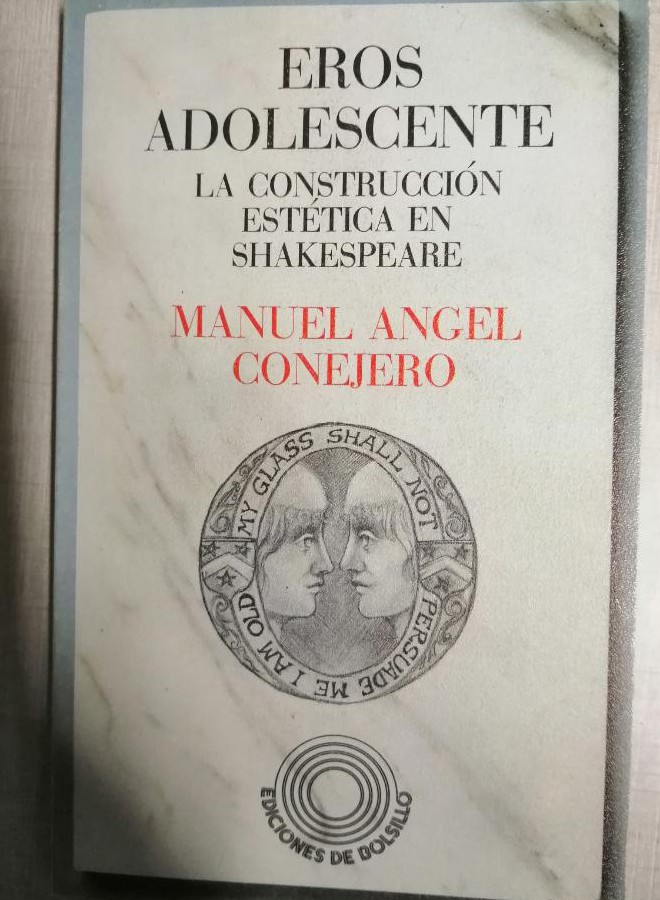 EROS
ADOLESCENTE
LA CONSTRUCCIÓN
ESTÉTICA EN
SHAKESPEARE
MANUEL ANGEL
CONEJERO
MY GLASS SHALL NOT
PERSUADE ME I AM OLD
EDICIONES DE BOLSILLO